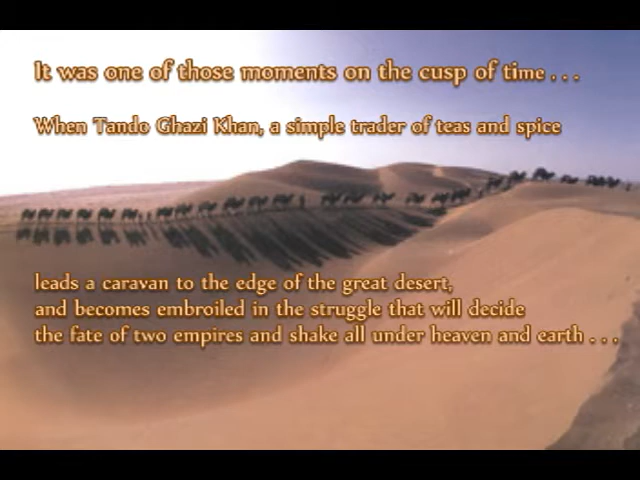 It was one of those moments on the cusp of time . . .
When Tando Ghazi Khan, a simple trader of teas and spice
leads a caravan to the edge of the great desert,
and becomes embroiled in the struggle that will decide
the fate of two empires and shake all under heaven and earth . . .